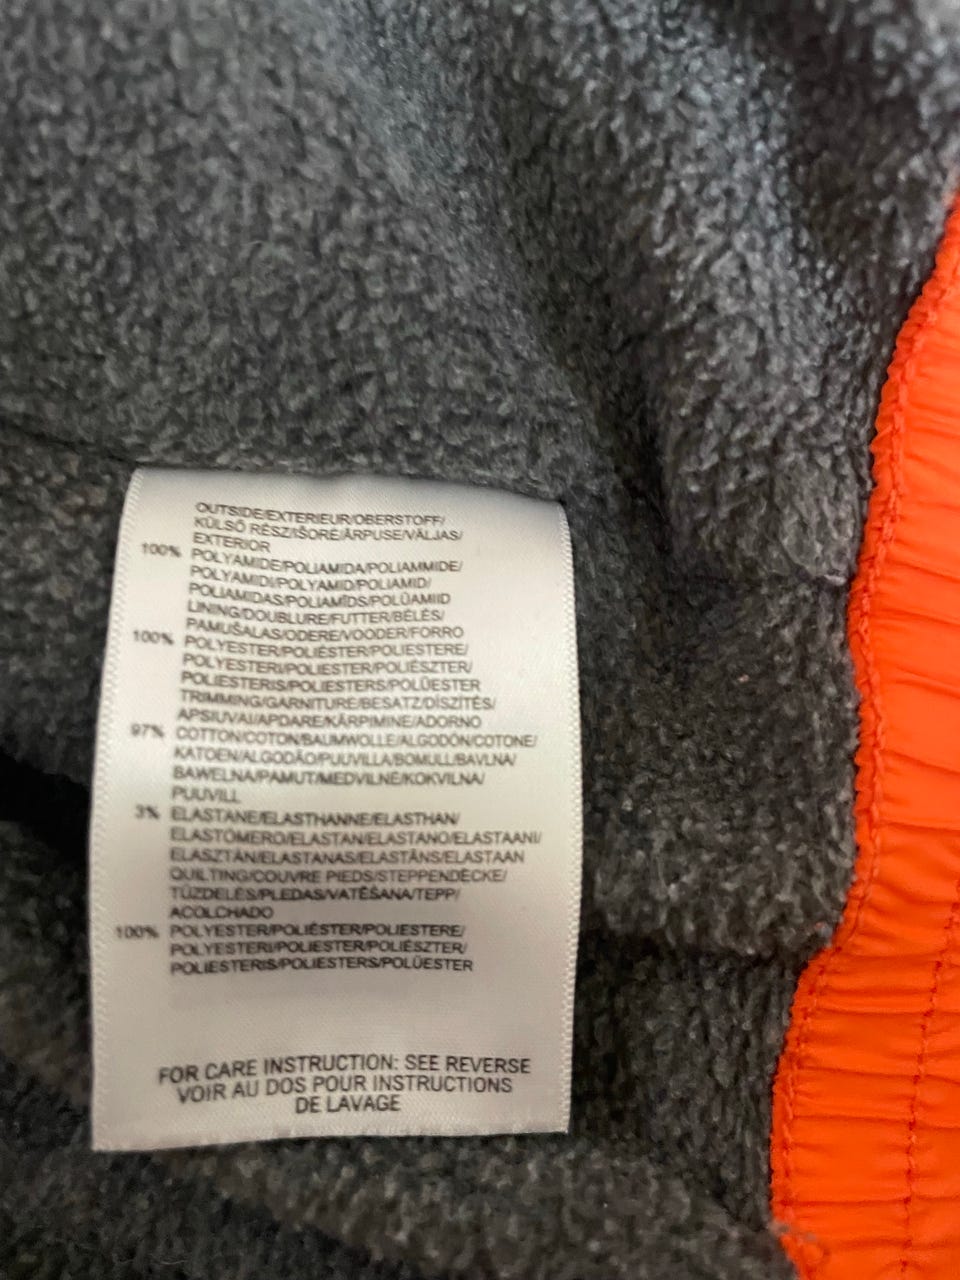 OUTSIDE/EXTERIEUR/OBERSTOFF/
KÜLSŐ RÉSZ/IŠORĖ/ĀRPUSE/VÄLJAS/
EXTERIOR
100% POLYAMIDE/POLIAMIDA/POLIAMMIDE/
POLYAMIDI/POLYAMID/POLIAMID/
POLIAMIDAS/POLIAMĪDS/POLÜAMIID
LINING/DOUBLURE/FUTTER/BÉLÉS/
PAMUŠALAS/ODERE/VOODER/FORRO
100% POLYESTER/POLIÉSTER/POLIESTERE/
POLYESTERI/POLIESTER/POLIÉSZTER/
POLIESTERIS/POLIESTERS/POLÜESTER
TRIMMING/GARNITURE/BESATZ/DÍSZÍTÉS/
APSIUVAI/APDARE/KÄRPIMINE/ADORNO
97% COTTON/COTON/BAUMWOLLE/ALGODÓN/COTONE/
KATOEN/ALGODÃO/PUUVILLA/BOMULL/BAVLNA/
BAWELNA/PAMUT/MEDVILNĖ/KOKVILNA/
PUUVILL
3% ELASTANE/ELASTHANNE/ELASTHAN/
ELASTÓMERO/ELASTAN/ELASTANO/ELASTAANI/
ELASZTÁN/ELASTANAS/ELASTĀNS/ELASTAAN
QUILTING/COUVRE PIEDS/STEPPENDECKE/
TŰZDELÉS/PLEDAS/VATĒŠANA/TEPP/
ACOLCHADO
100% POLYESTER/POLIÉSTER/POLIESTERE/
POLYESTERI/POLIESTER/POLIÉSZTER/
POLIESTERIS/POLIESTERS/POLÜESTER
FOR CARE INSTRUCTION: SEE REVERSE
VOIR AU DOS POUR INSTRUCTIONS
DE LAVAGE